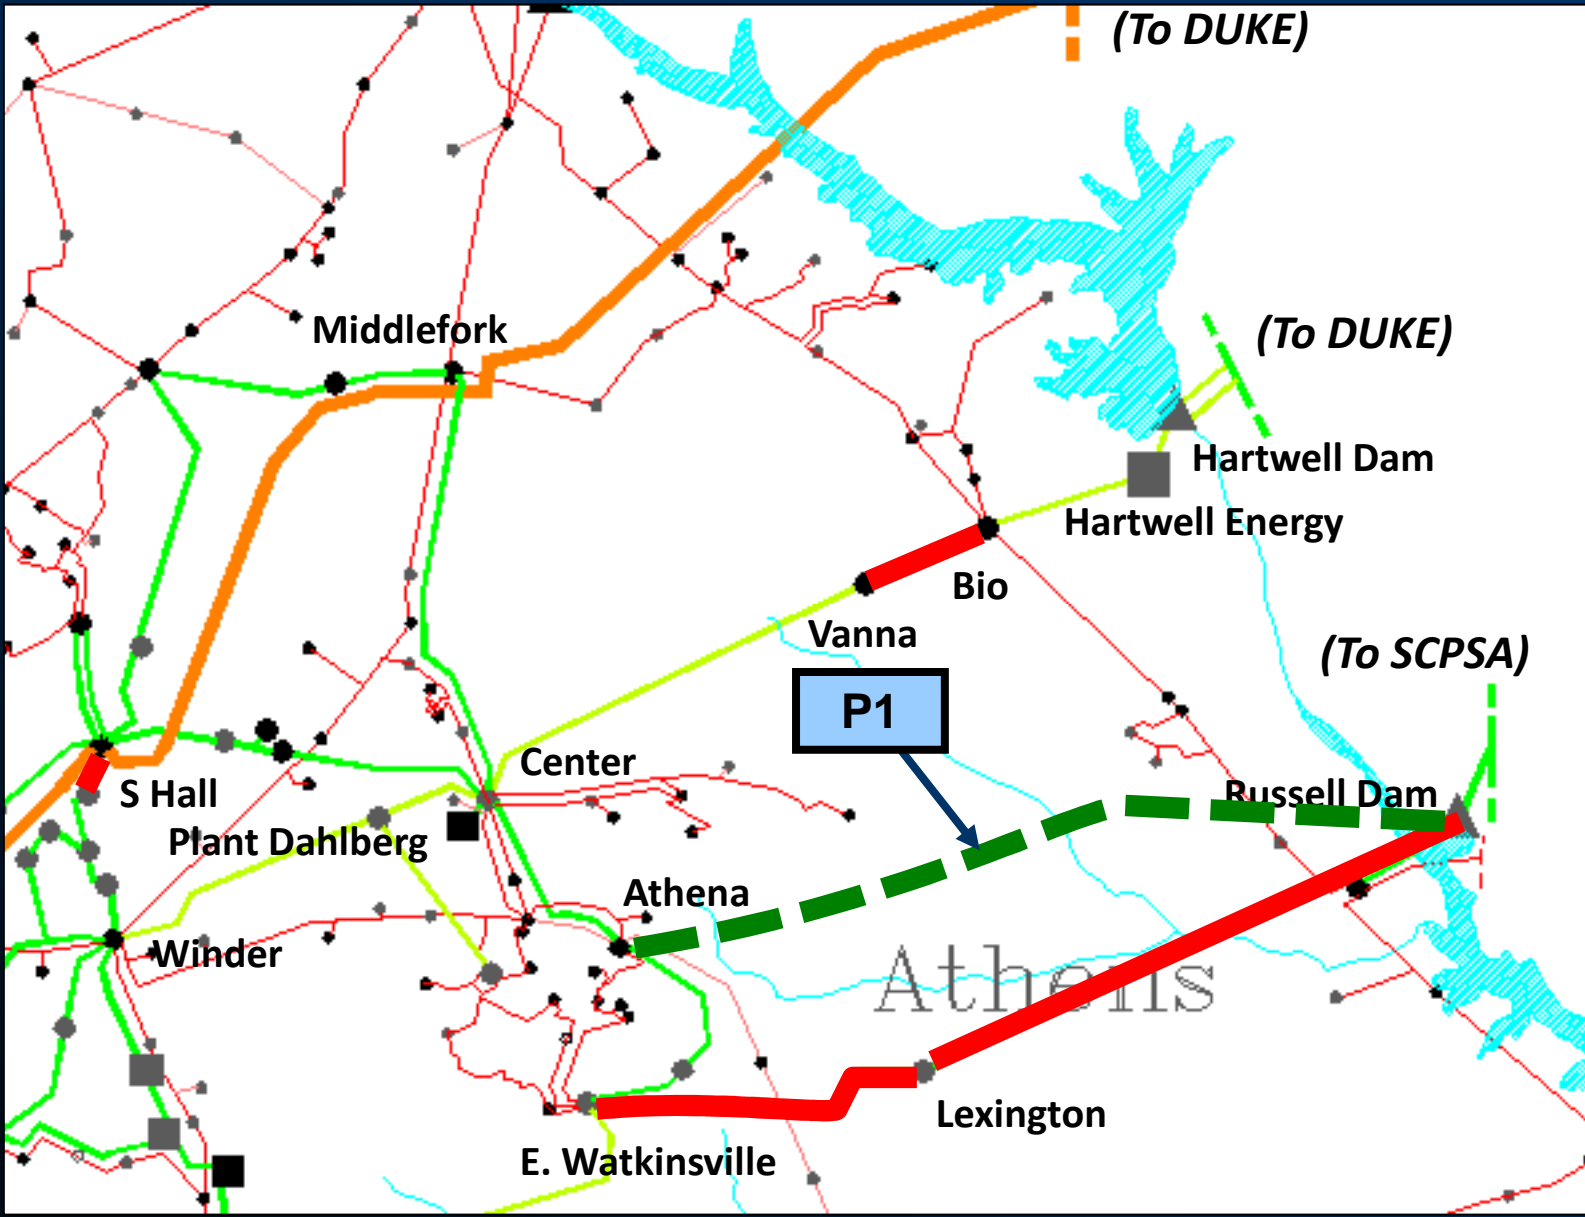 (To DUKE)
Middlefork
(To DUKE)
Hartwell Dam
Hartwell Energy
Bio
Vanna
(To SCPSA)
P1
Center
S Hall
Russell Dam
Plant Dahlberg
Athena
Winder
Athens
Lexington
E. Watkinsville